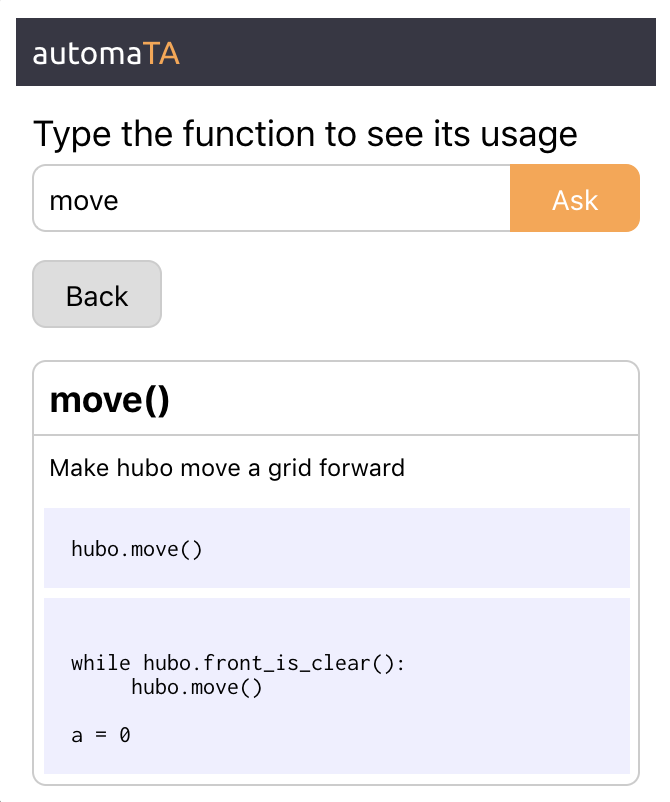 automaTA
Type the function to see its usage
move
Ask
Back
move()
Make hubo move a grid forward
hubo.move()
while hubo.front_is_clear():
     hubo.move()
a = 0